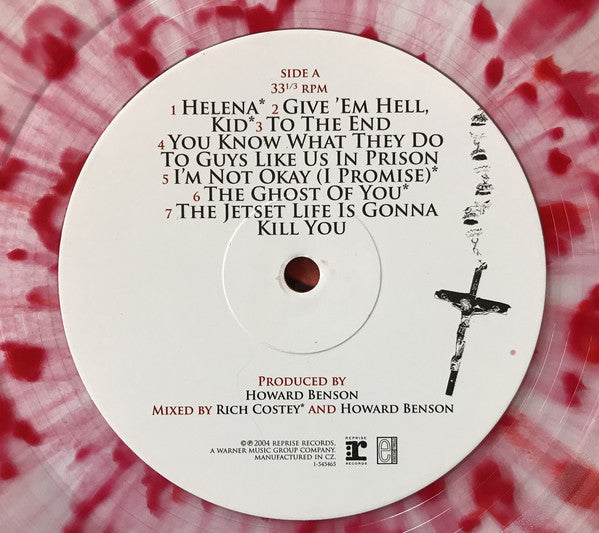 SIDE A
33 1/3 RPM
1 HELENA* 2 GIVE 'EM HELL,
KID* 3 TO THE END
4 YOU KNOW WHAT THEY DO
TO GUYS LIKE US IN PRISON
5 I'M NOT OKAY (I PROMISE)*
6 THE GHOST OF YOU*
7 THE JETSET LIFE IS GONNA
KILL YOU
PRODUCED BY
HOWARD BENSON
MIXED BY RICH COSTEY* AND HOWARD BENSON
©℗ 2004 REPRISE RECORDS,
A WARNER MUSIC GROUP COMPANY.
MANUFACTURED IN CZ.
1-545465
REPRISE
r
RECORDS